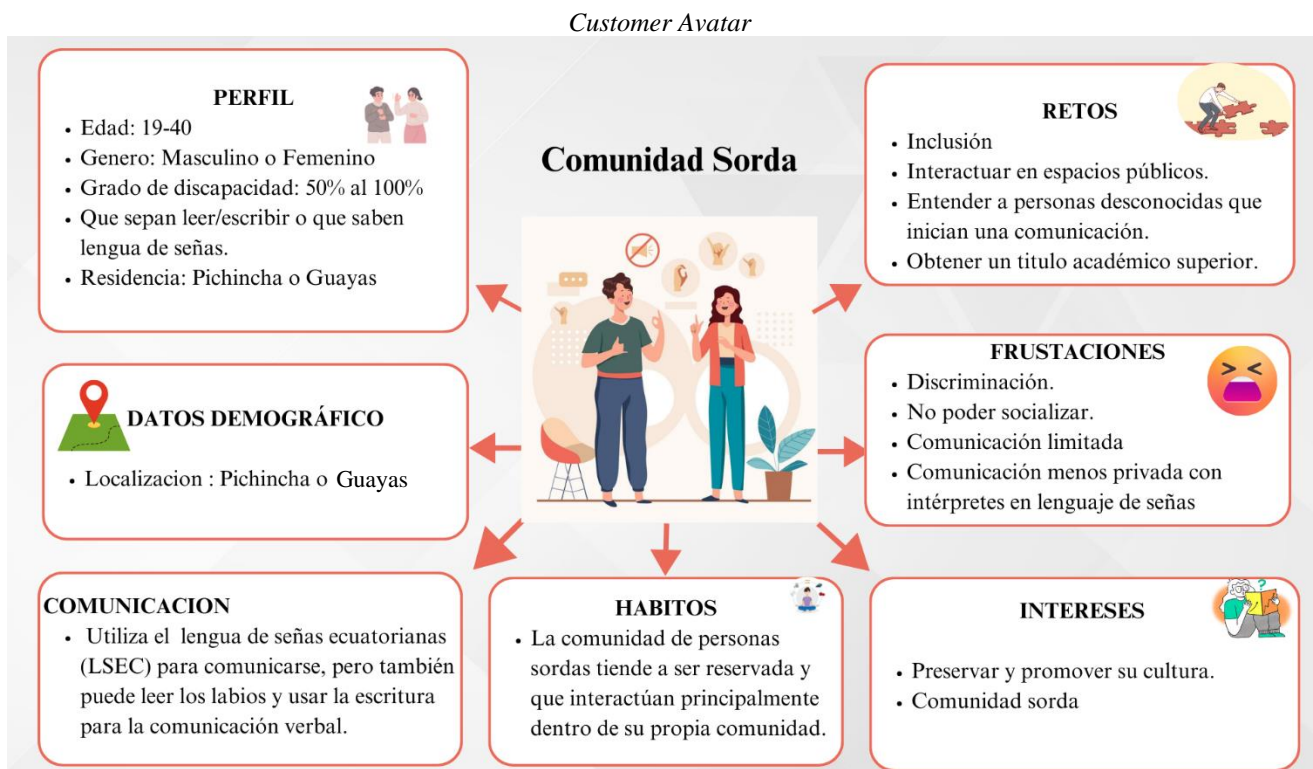 Customer Avatar
PERFIL
• Edad: 19-40
• Genero: Masculino o Femenino
• Grado de discapacidad: 50% al 100%
• Que sepan leer/escribir o que saben
lengua de señas.
• Residencia: Pichincha o Guayas
Comunidad Sorda
RETOS
• Inclusión
• Interactuar en espacios públicos.
• Entender a personas desconocidas que
inician una comunicación.
• Obtener un titulo académico superior.
DATOS DEMOGRÁFICO
• Localizacion : Pichincha o Guayas
FRUSTACIONES
• Discriminación.
• No poder socializar.
• Comunicación limitada
• Comunicación menos privada con
intérpretes en lenguaje de señas
COMUNICACION
• Utiliza el lengua de señas ecuatorianas
(LSEC) para comunicarse, pero también
puede leer los labios y usar la escritura
para la comunicación verbal.
HABITOS
• La comunidad de personas
sordas tiende a ser reservada y
que interactúan principalmente
dentro de su propia comunidad.
INTERESES
• Preservar y promover su cultura.
• Comunidad sorda